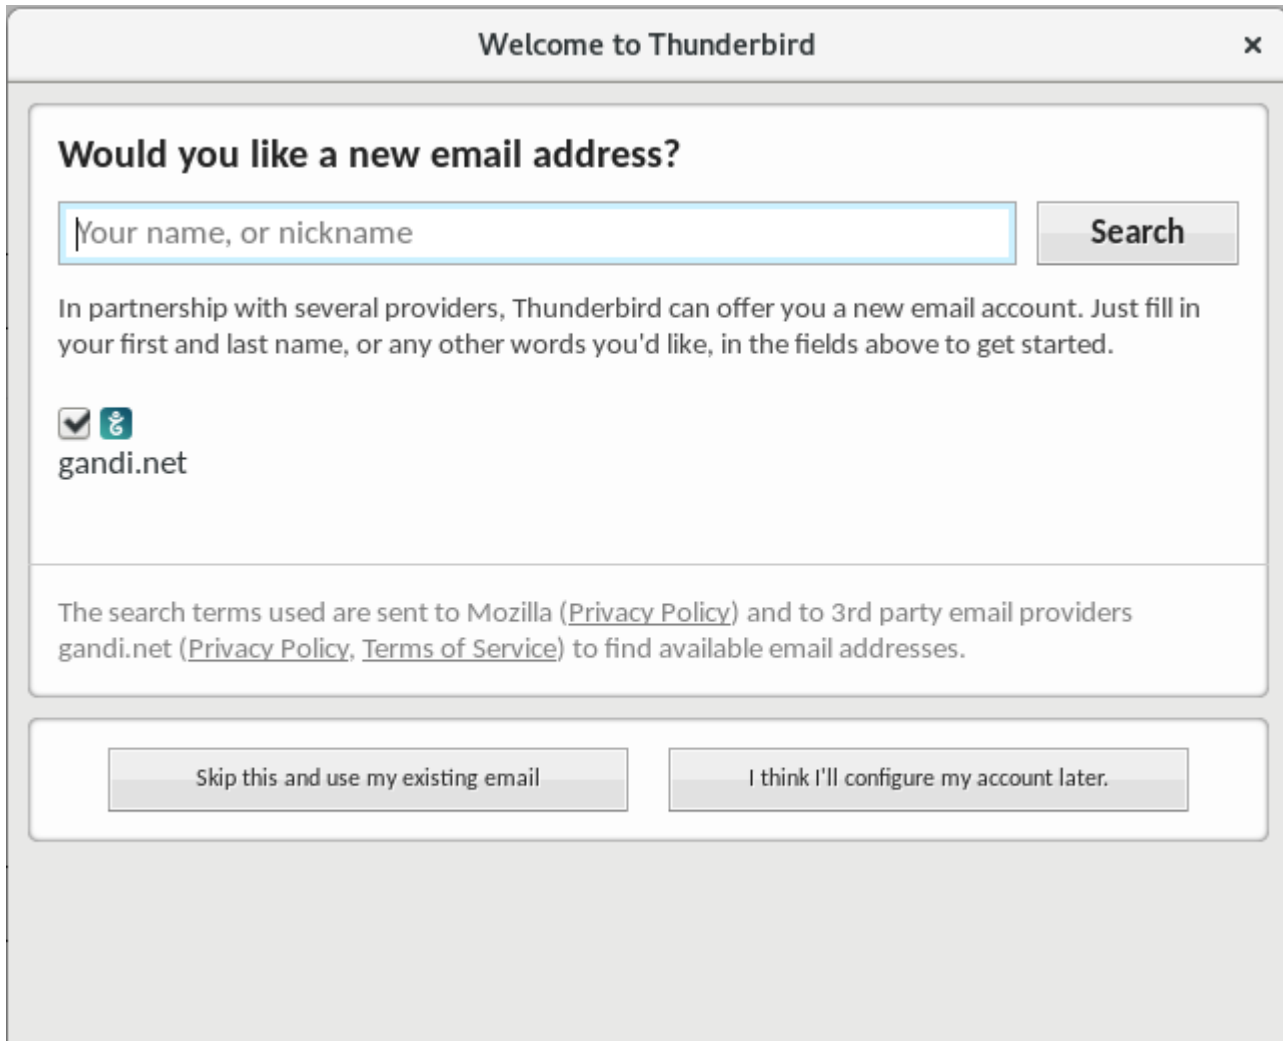 Welcome to Thunderbird
Would you like a new email address?
Your name, or nickname
Search
In partnership with several providers, Thunderbird can offer you a new email account. Just fill in
your first and last name, or any other words you'd like, in the fields above to get started.
gandi.net
The search terms used are sent to Mozilla (Privacy Policy) and to 3rd party email providers
gandi.net (Privacy Policy, Terms of Service) to find available email addresses.
Skip this and use my existing email
I think I'll configure my account later.